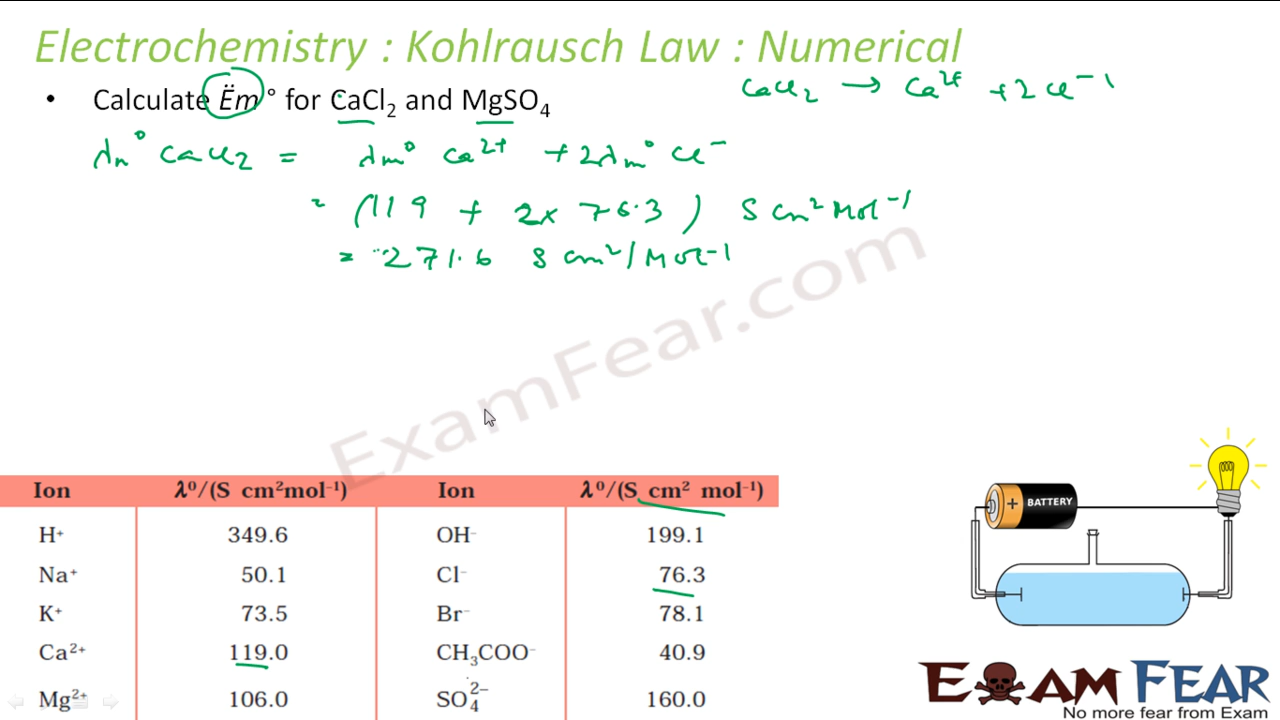 Electrochemistry : Kohlrausch Law : Numerical
• Calculate Ëm° for CaCl₂ and MgSO₄
CaCl₂ → Ca²⁺ + 2Cl⁻¹
λm° CaCl₂ = λm° Ca²⁺ + 2λm° Cl⁻
= (119 + 2× 76.3) S cm² Mol⁻¹
= 271.6 S cm²/Mol⁻¹
ExamFear.com
Ion λ⁰/(S cm²mol⁻¹) Ion λ⁰/(S cm² mol⁻¹)
H⁺ 349.6 OH⁻ 199.1
Na⁺ 50.1 Cl⁻ 76.3
K⁺ 73.5 Br⁻ 78.1
Ca²⁺ 119.0 CH₃COO⁻ 40.9
Mg²⁺ 106.0 SO₄²⁻ 160.0
+ BATTERY
EXAM FEAR
No more fear from Exam